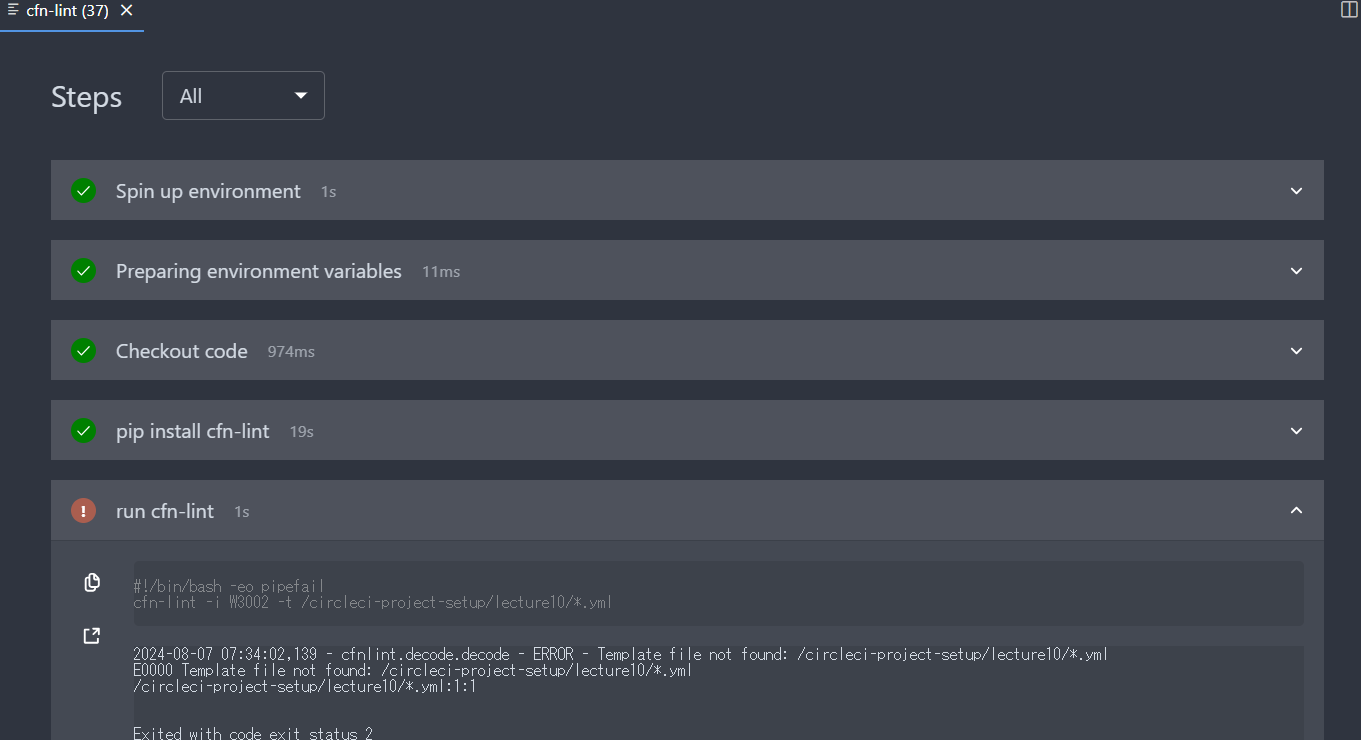 cfn-lint (37)
Steps
All
Spin up environment 1s
Preparing environment variables 11ms
Checkout code 974ms
pip install cfn-lint 19s
! run cfn-lint 1s
#!/bin/bash -eo pipefail
cfn-lint -i W3002 -t /circleci-project-setup/lecture10/*.yml
2024-08-07 07:34:02,139 - cfnlint.decode.decode - ERROR - Template file not found: /circleci-project-setup/lecture10/*.yml
E0000 Template file not found: /circleci-project-setup/lecture10/*.yml
/circleci-project-setup/lecture10/*.yml:1:1
Exited with code exit status 2